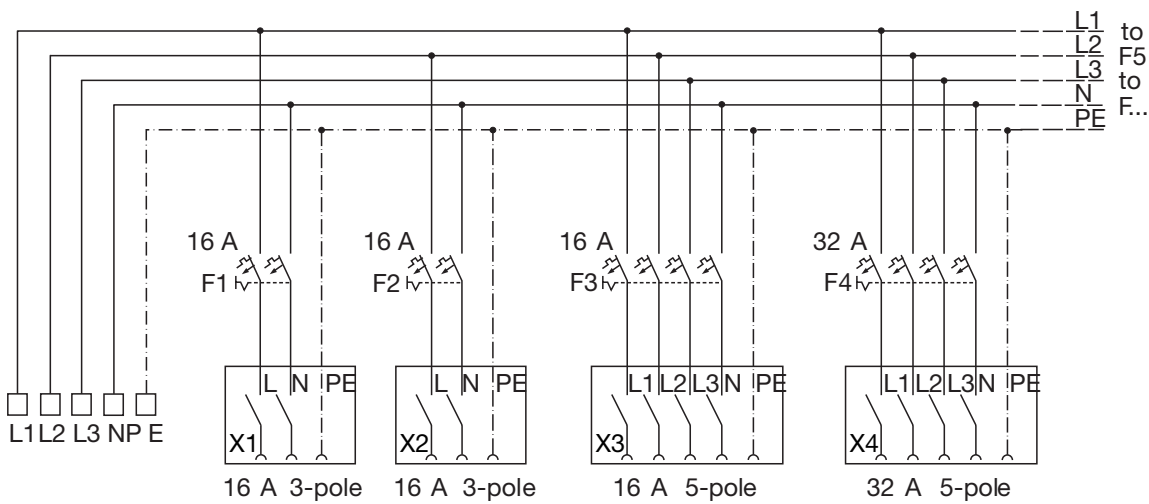 L1 to
L2 F5
L3 to
N F...
PE
16 A 16 A 16 A 32 A
F1 F2 F3 F4
L N PE L N PE L1 L2 L3 N PE L1 L2 L3 N PE
L1 L2 L3 N P E X1 X2 X3 X4
16 A 3-pole 16 A 3-pole 16 A 5-pole 32 A 5-pole